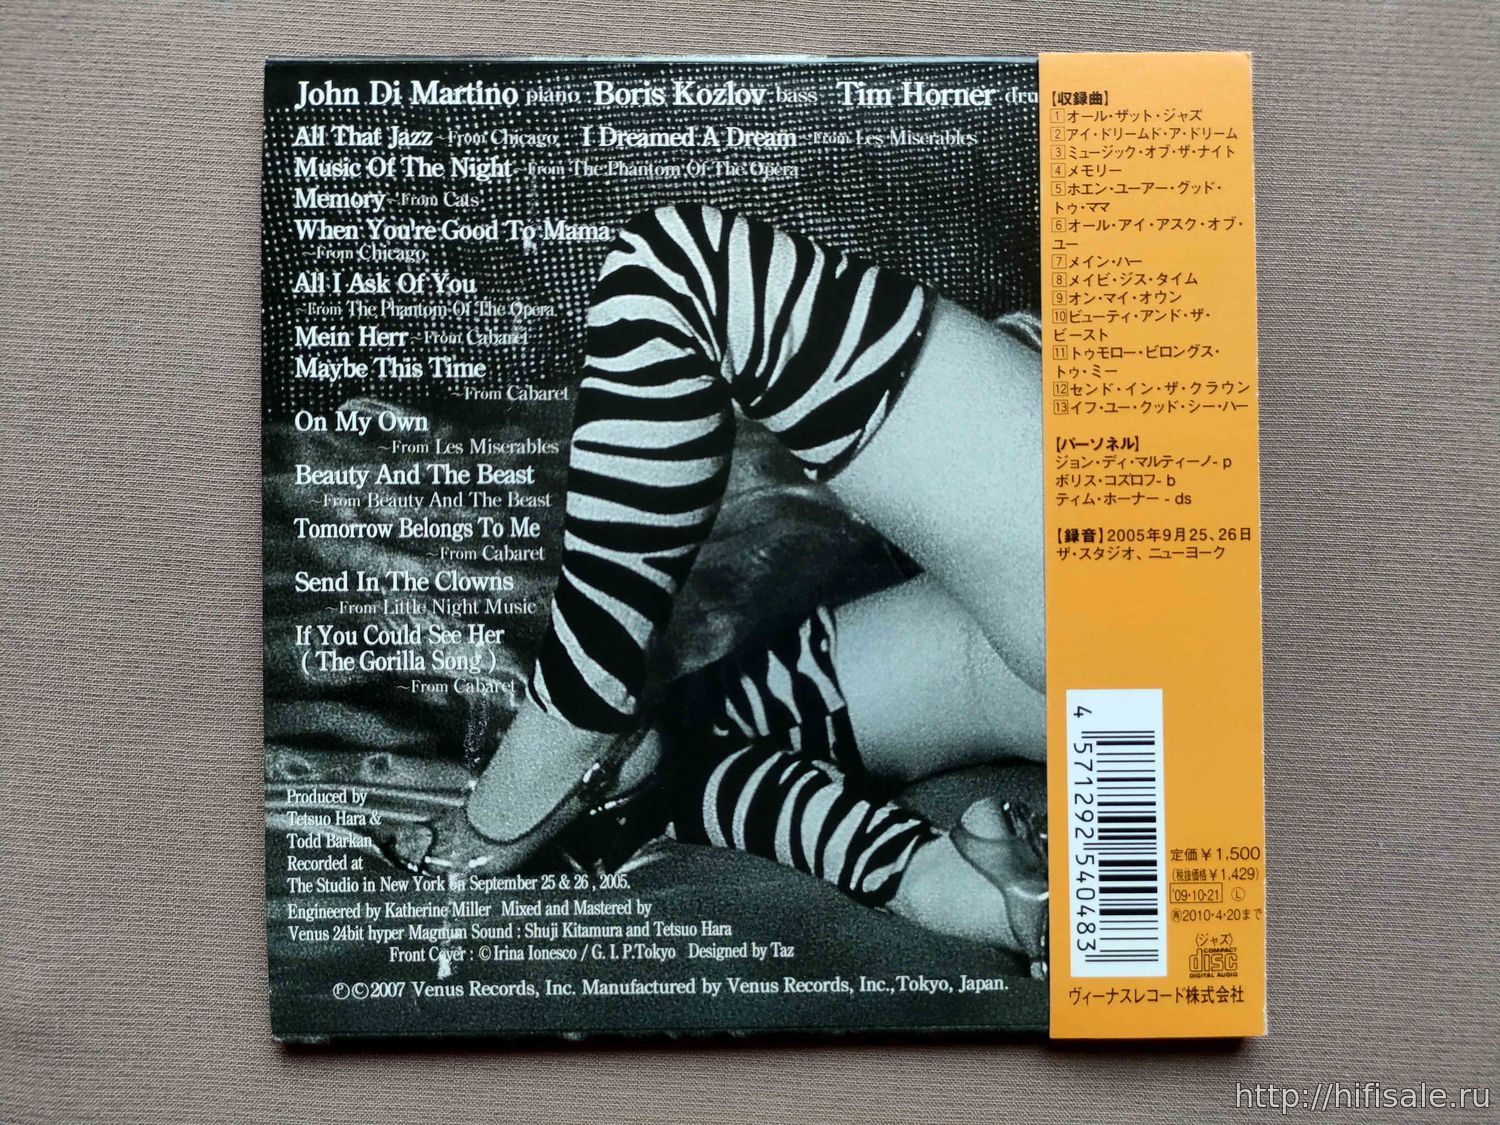 John Di Martino piano Boris Kozlov bass Tim Horner dru
All That Jazz ~From Chicago I Dreamed A Dream ~From Les Miserables
Music Of The Night ~From The Phantom Of The Opera
Memory ~From Cats
When You're Good To Mama
~From Chicago
All I Ask Of You
~From The Phantom Of The Opera
Mein Herr ~From Cabaret
Maybe This Time
~From Cabaret
On My Own
~From Les Miserables
Beauty And The Beast
~From Beauty And The Beast
Tomorrow Belongs To Me
~From Cabaret
Send In The Clowns
~From Little Night Music
If You Could See Her
( The Gorilla Song )
~From Cabaret
Produced by
Tetsuo Hara &
Todd Barkan
Recorded at
The Studio in New York on September 25 & 26 , 2005.
Engineered by Katherine Miller Mixed and Mastered by
Venus 24bit hyper Magnum Sound : Shuji Kitamura and Tetsuo Hara
Front Cover : ©Irina Ionesco / G. I. P.Tokyo Designed by Taz
℗©2007 Venus Records, Inc. Manufactured by Venus Records, Inc.,Tokyo, Japan.
【収録曲】
1 オール・ザット・ジャズ
2 アイ・ドリームド・ア・ドリーム
3 ミュージック・オブ・ザ・ナイト
4 メモリー
5 ホエン・ユーアー・グッド・
トゥ・ママ
6 オール・アイ・アスク・オブ・
ユー
7 メイン・ハー
8 メイビ・ジス・タイム
9 オン・マイ・オウン
10 ビューティ・アンド・ザ・
ビースト
11 トゥモロー・ビロングス・
トゥ・ミー
12 センド・イン・ザ・クラウン
13 イフ・ユー・クッド・シー・ハー
【パーソネル】
ジョン・ディ・マルティーノ- p
ボリス・コズロフ- b
ティム・ホーナー - ds
【録音】2005年9月25、26日
ザ・スタジオ、ニューヨーク
4 571292 540483
定価￥1,500
(税抜価格￥1,429)
'09・10・21 Ⓛ
㊐2010・4・20まで
〈ジャズ〉
COMPACT
disc
DIGITAL AUDIO
ヴィーナスレコード株式会社
http://hifisale.ru